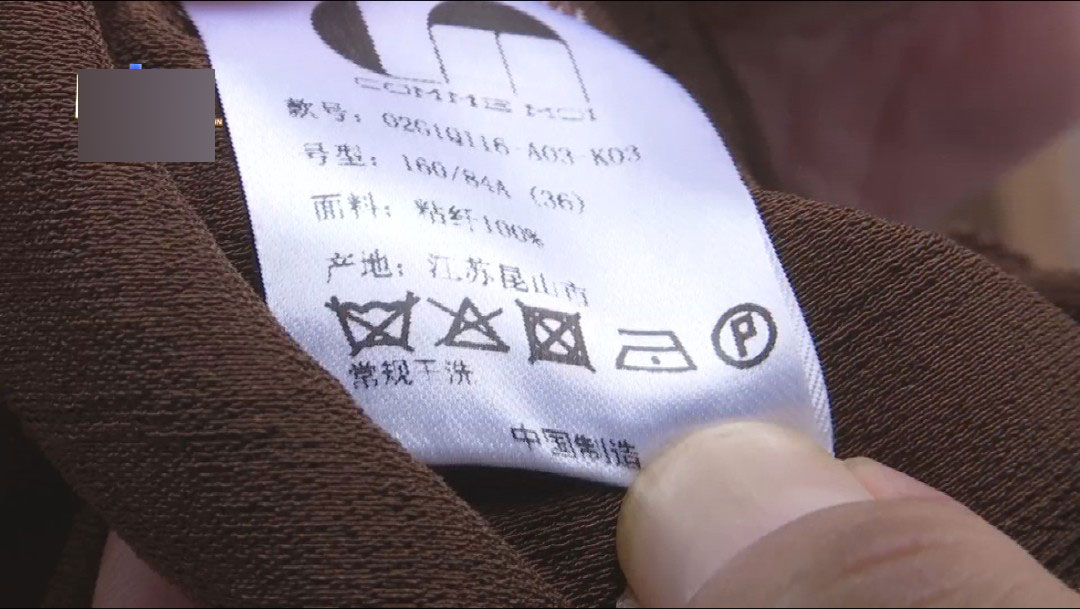 COMME MOI
款号：0261Q116-A03-K03
号型：160/84A (36)
面料：粘纤100%
产地：江苏昆山市
P
常规干洗
中国制造